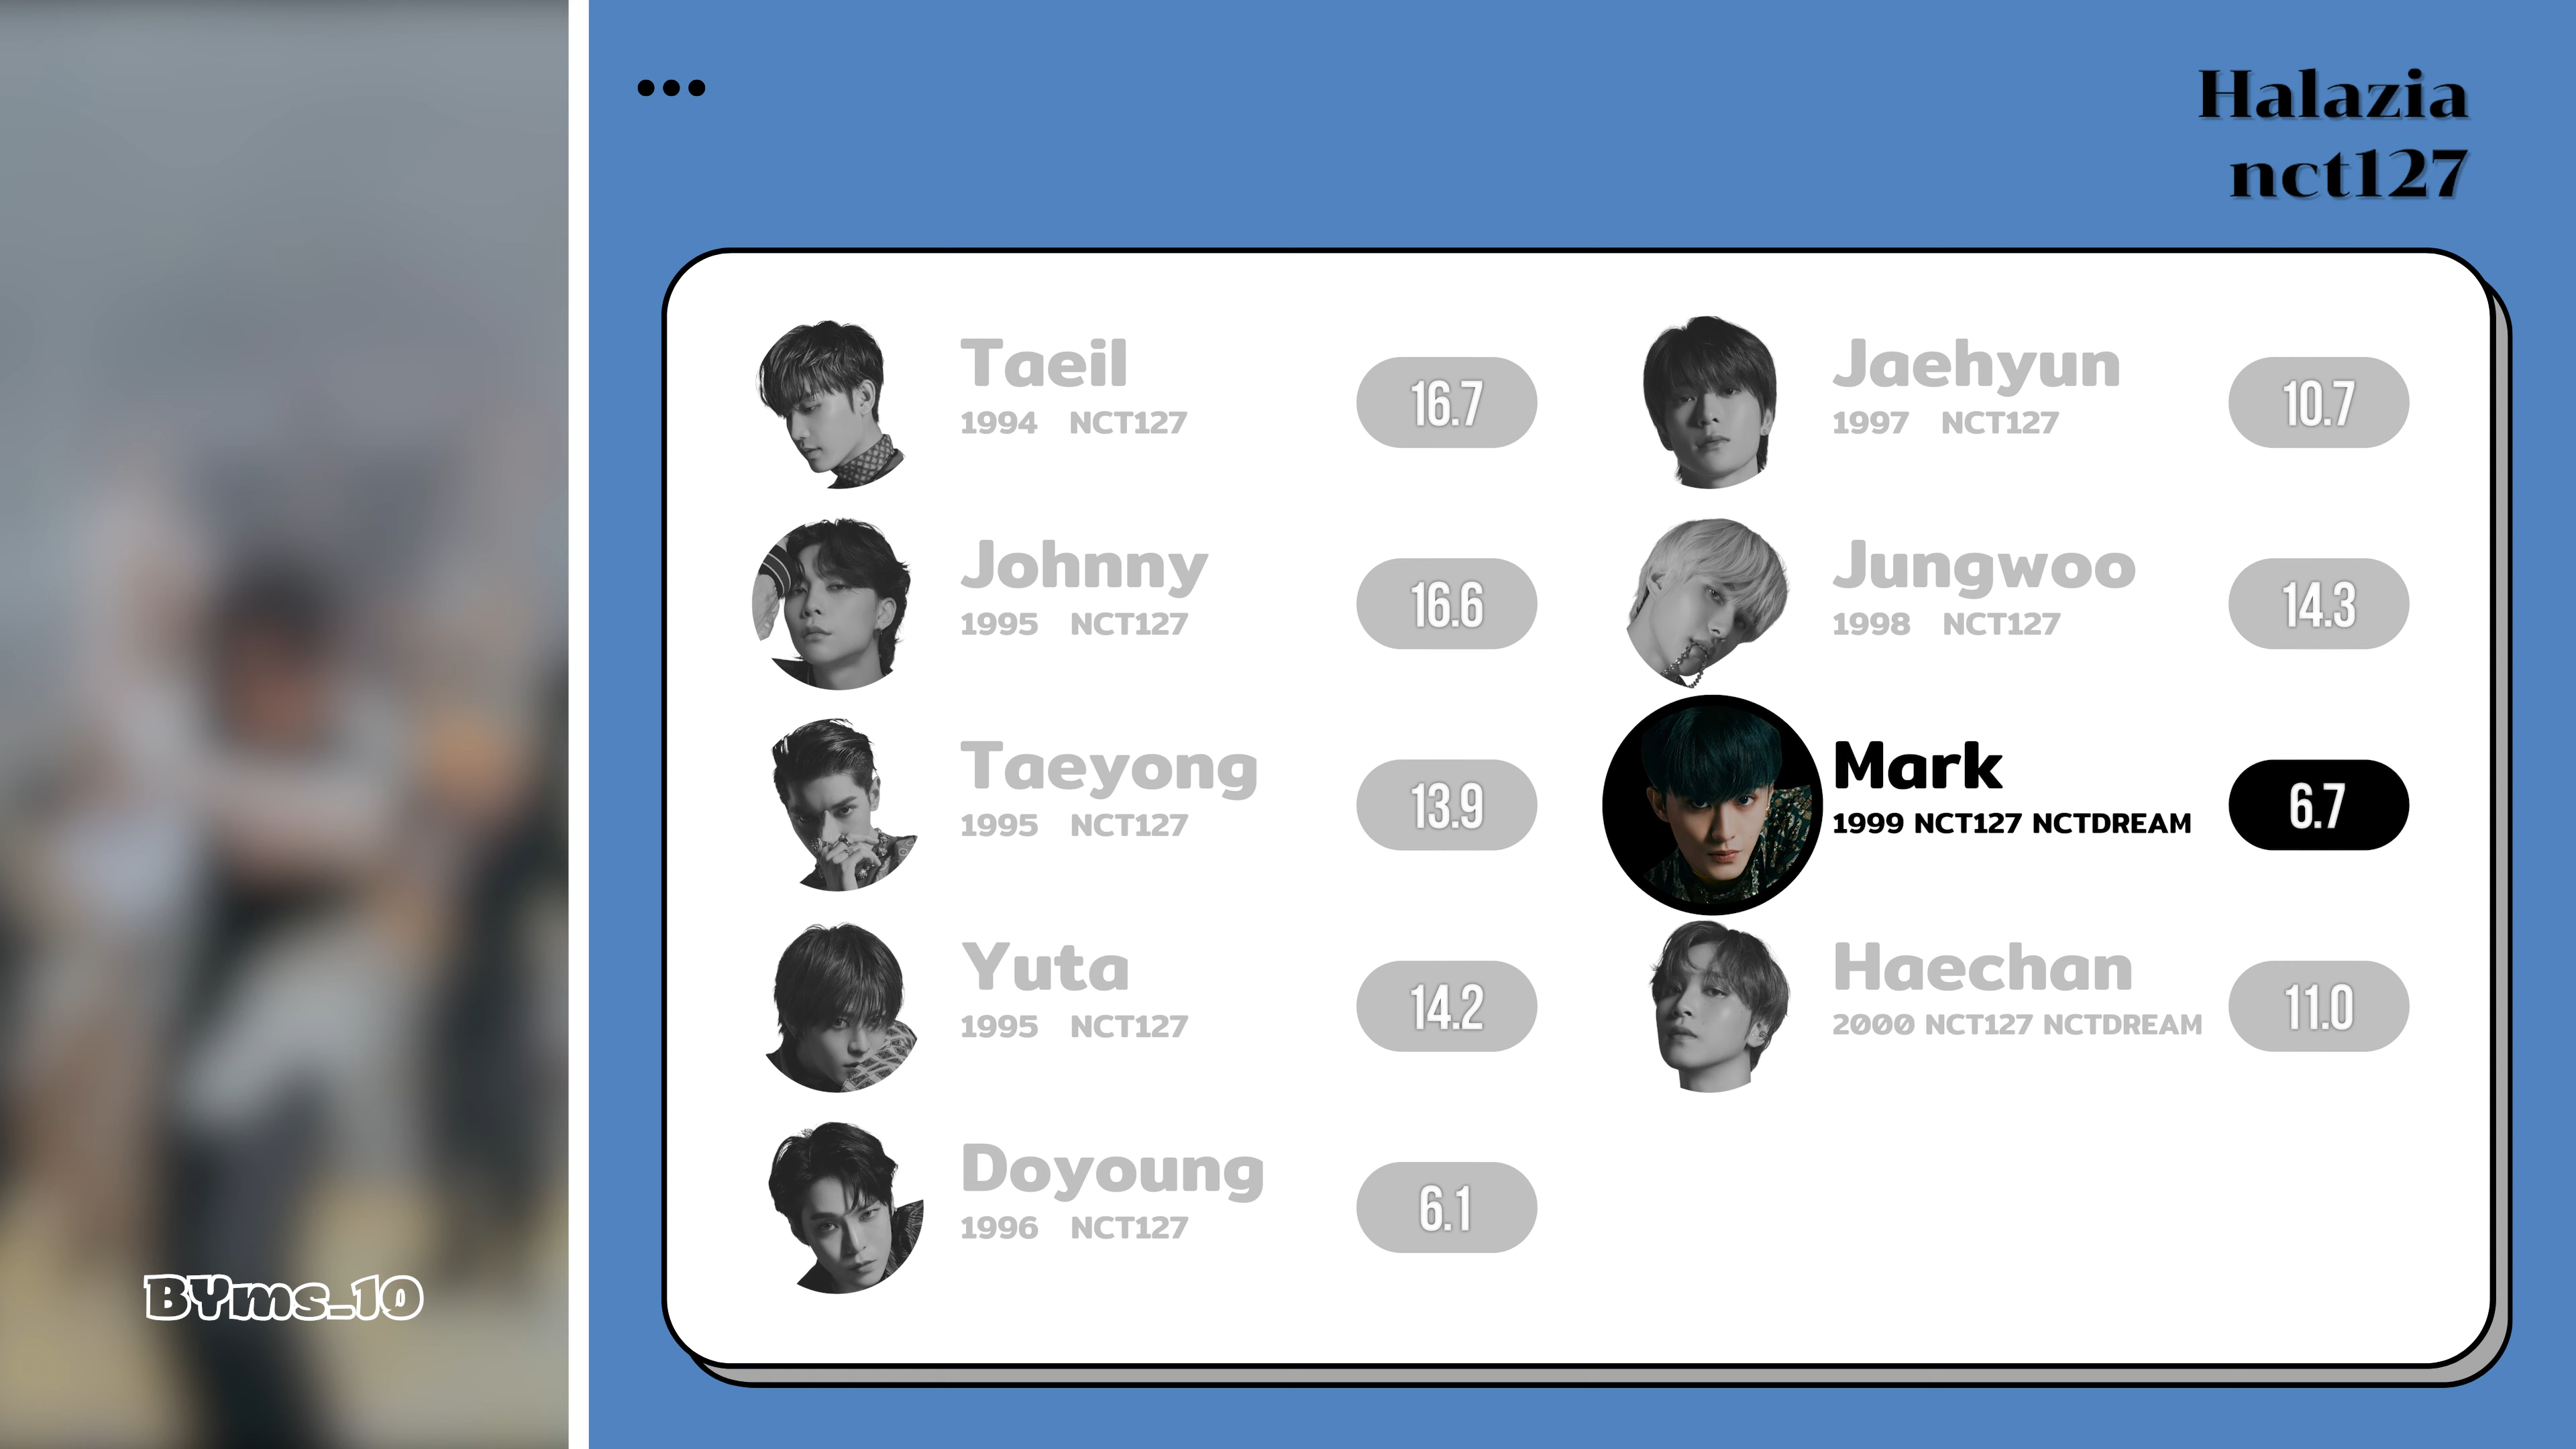 Halazia
nct127
Taeil
1994 NCT127
16.7
Johnny
1995 NCT127
16.6
Taeyong
1995 NCT127
13.9
Yuta
1995 NCT127
14.2
Doyoung
1996 NCT127
6.1
Jaehyun
1997 NCT127
10.7
Jungwoo
1998 NCT127
14.3
Mark
1999 NCT127 NCTDREAM
6.7
Haechan
2000 NCT127 NCTDREAM
11.0
BYms_10